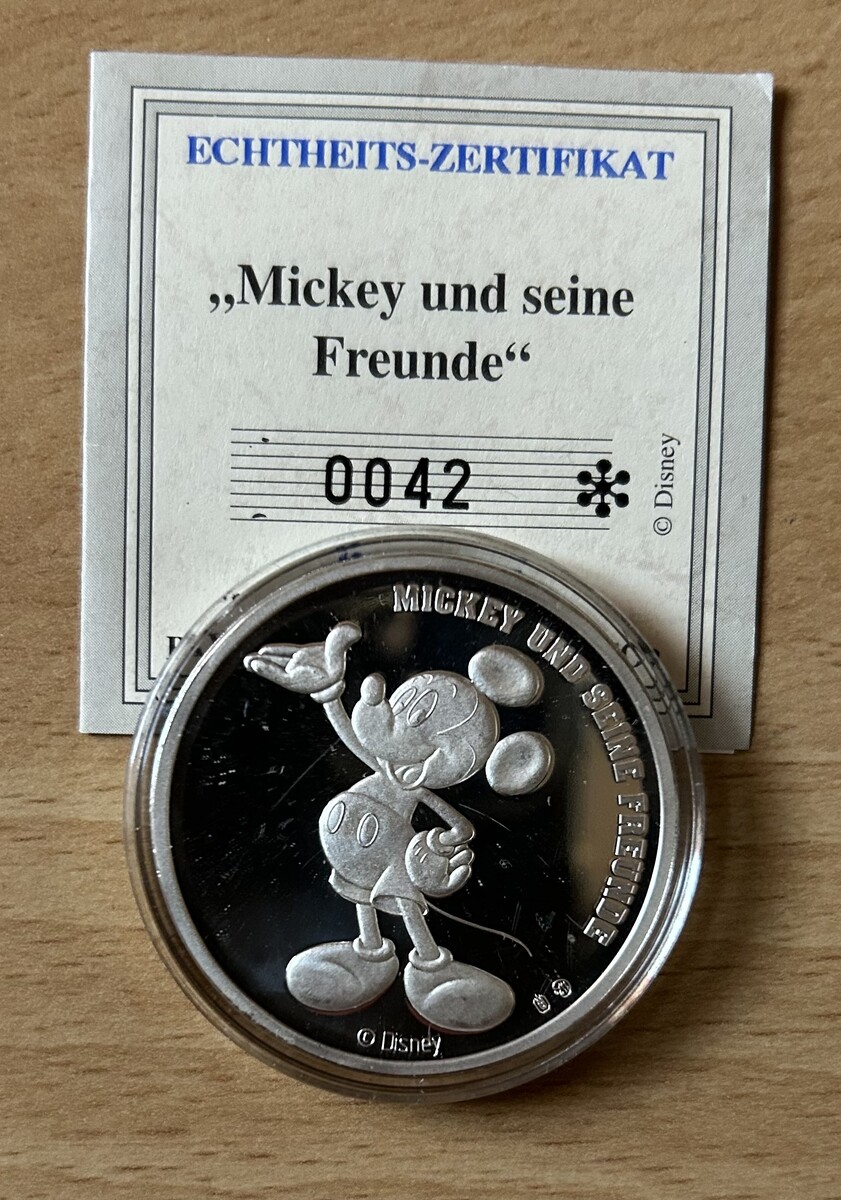 ECHTHEITS-ZERTIFIKAT
„Mickey und seine
Freunde“
0042
© Disney
MICKEY UND SEINE FREUNDE
© Disney